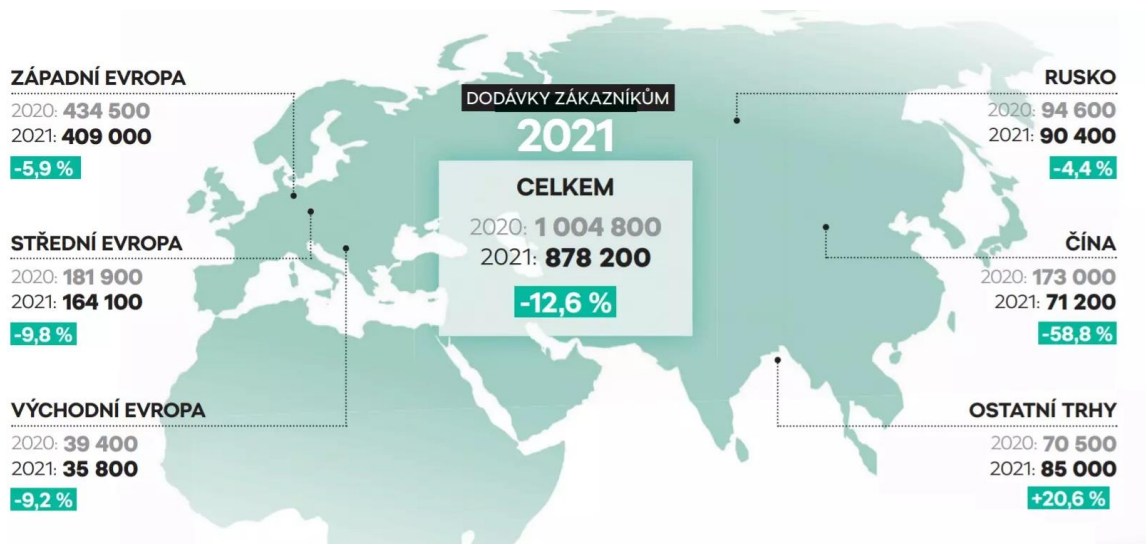 ZÁPADNÍ EVROPA
2020: 434 500
2021: 409 000
-5,9 %
STŘEDNÍ EVROPA
2020: 181 900
2021: 164 100
-9,8 %
VÝCHODNÍ EVROPA
2020: 39 400
2021: 35 800
-9,2 %
DODÁVKY ZÁKAZNÍKŮM
2021
CELKEM
2020: 1 004 800
2021: 878 200
-12,6 %
RUSKO
2020: 94 600
2021: 90 400
-4,4 %
ČÍNA
2020: 173 000
2021: 71 200
-58,8 %
OSTATNÍ TRHY
2020: 70 500
2021: 85 000
+20,6 %